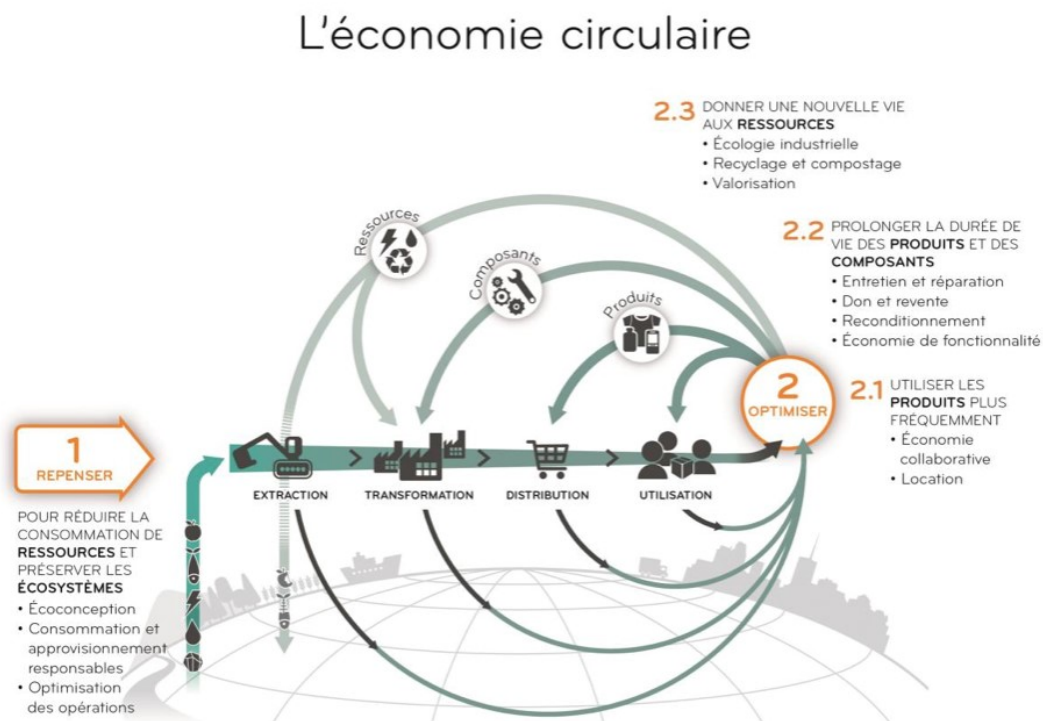 L'économie circulaire
2.3 DONNER UNE NOUVELLE VIE
AUX RESSOURCES
• Écologie industrielle
• Recyclage et compostage
• Valorisation
2.2 PROLONGER LA DURÉE DE
VIE DES PRODUITS ET DES
COMPOSANTS
• Entretien et réparation
• Don et revente
• Reconditionnement
• Économie de fonctionnalité
Ressources
Composants
Produits
2
OPTIMISER
2.1 UTILISER LES
PRODUITS PLUS
FRÉQUEMMENT
• Économie
collaborative
• Location
1
REPENSER
EXTRACTION
TRANSFORMATION
DISTRIBUTION
UTILISATION
POUR RÉDUIRE LA
CONSOMMATION DE
RESSOURCES ET
PRÉSERVER LES
ÉCOSYSTÈMES
• Écoconception
• Consommation et
approvisionnement
responsables
• Optimisation
des opérations